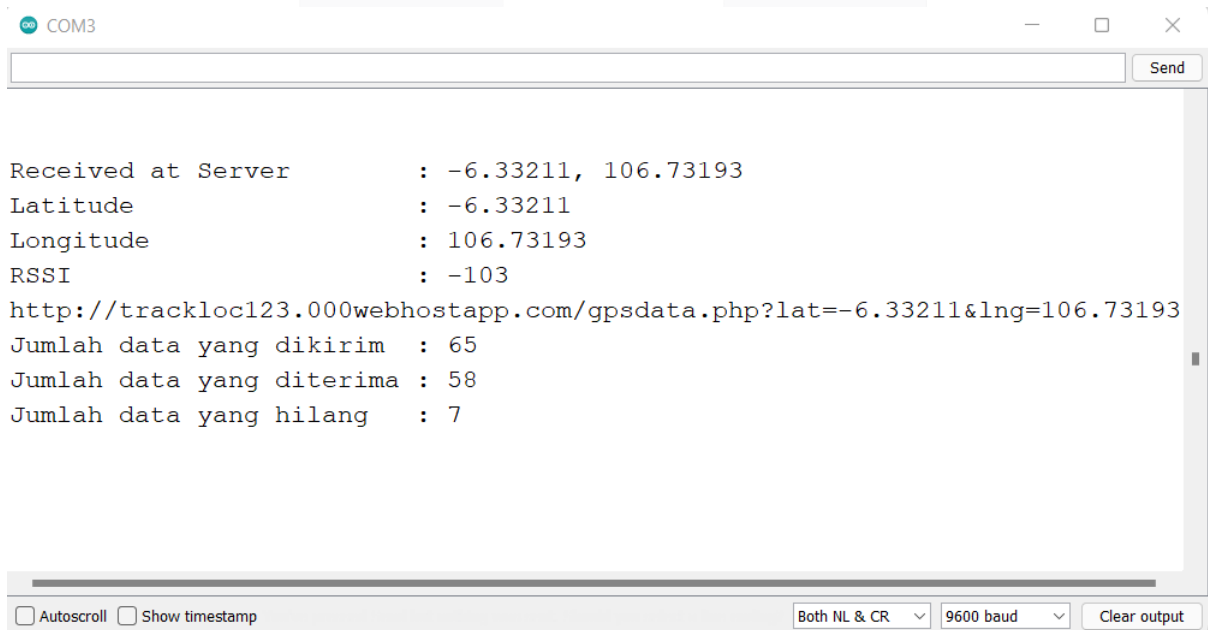 COM3
Send
Received at Server : -6.33211, 106.73193
Latitude : -6.33211
Longitude : 106.73193
RSSI : -103
http://trackloc123.000webhostapp.com/gpsdata.php?lat=-6.33211&lng=106.73193
Jumlah data yang dikirim : 65
Jumlah data yang diterima : 58
Jumlah data yang hilang : 7
Autoscroll Show timestamp Both NL & CR 9600 baud Clear output